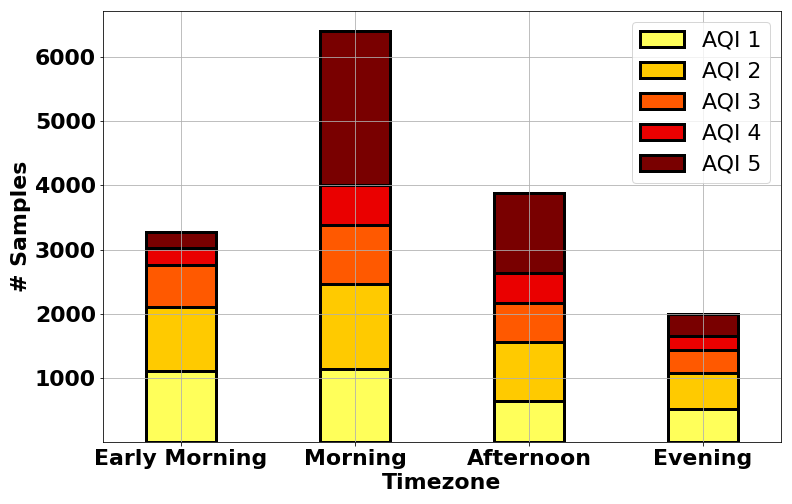 6000
5000
4000
3000
2000
1000
# Samples
Early Morning
Morning
Afternoon
Evening
Timezone
AQI 1
AQI 2
AQI 3
AQI 4
AQI 5